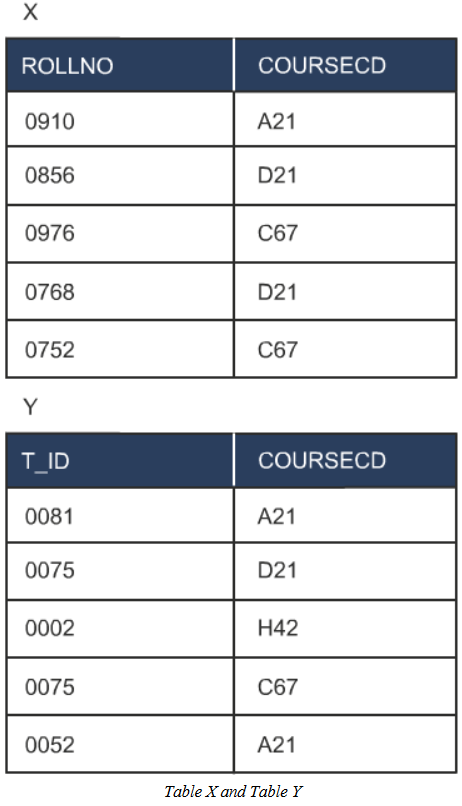 X
ROLLNO COURSECD
0910 A21
0856 D21
0976 C67
0768 D21
0752 C67
Y
T_ID COURSECD
0081 A21
0075 D21
0002 H42
0075 C67
0052 A21
Table X and Table Y